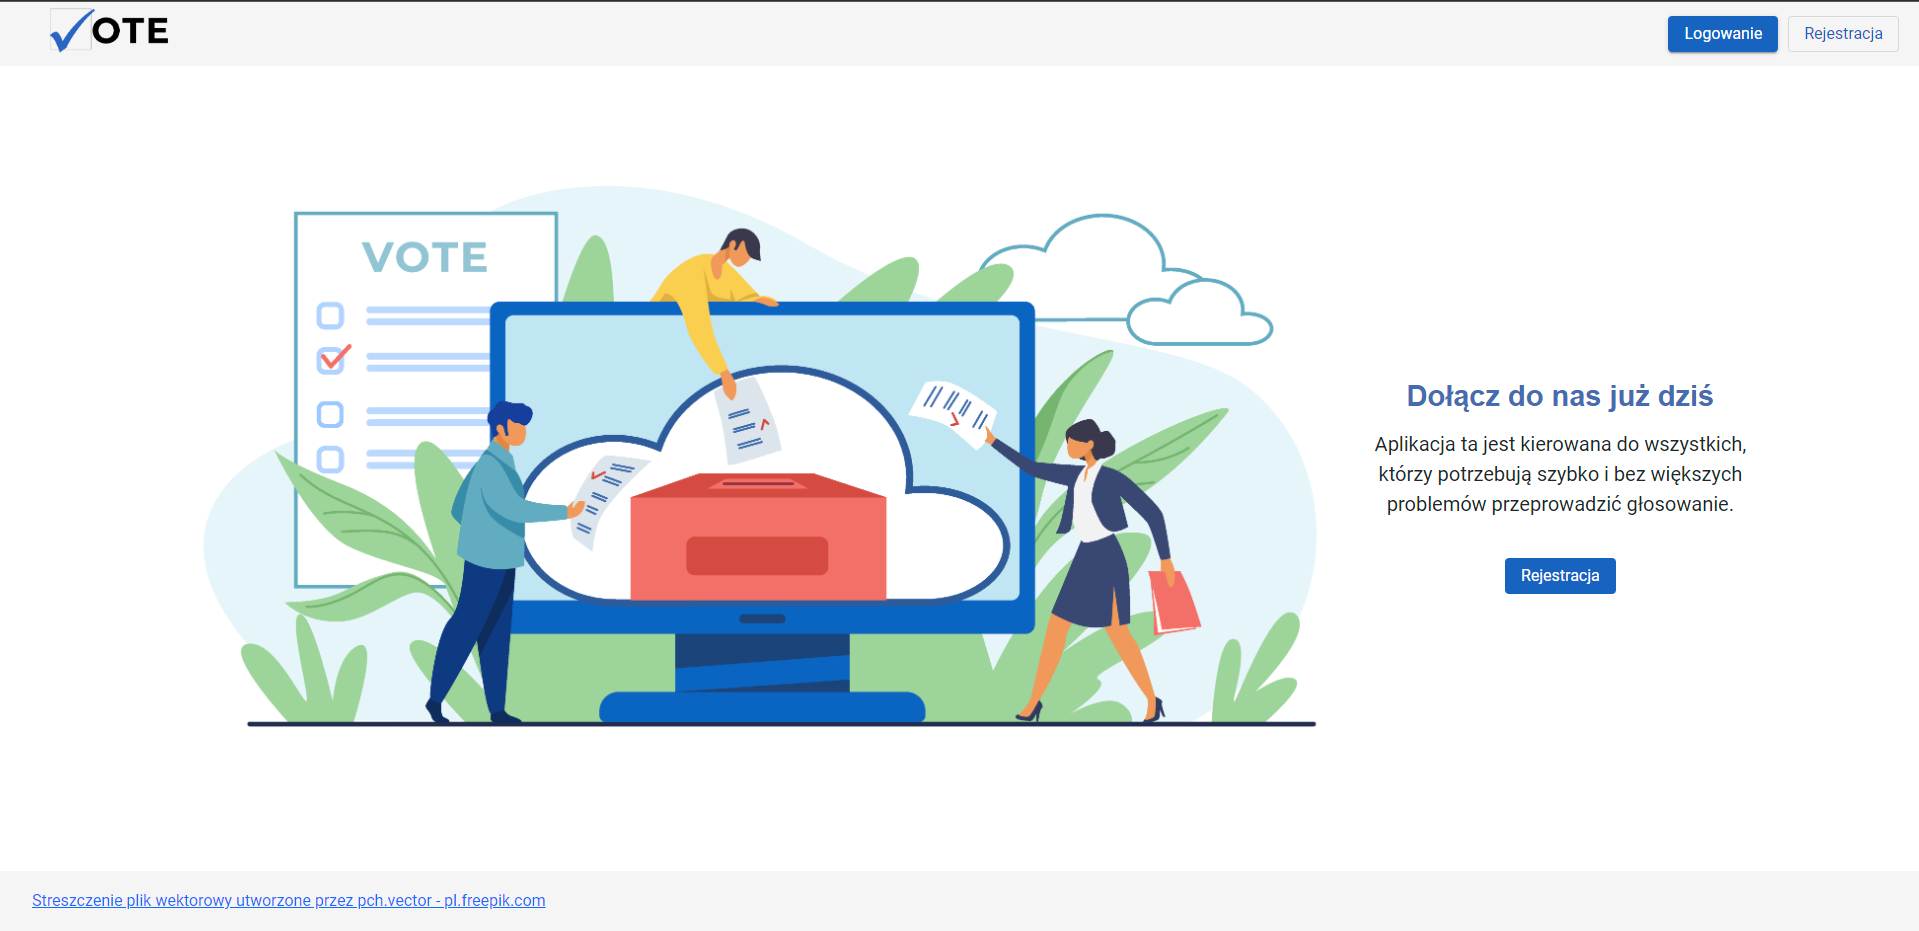 VOTE
Logowanie
Rejestracja
VOTE
Dołącz do nas już dziś
Aplikacja ta jest kierowana do wszystkich,
którzy potrzebują szybko i bez większych
problemów przeprowadzić głosowanie.
Rejestracja
Streszczenie plik wektorowy utworzone przez pch.vector - pl.freepik.com